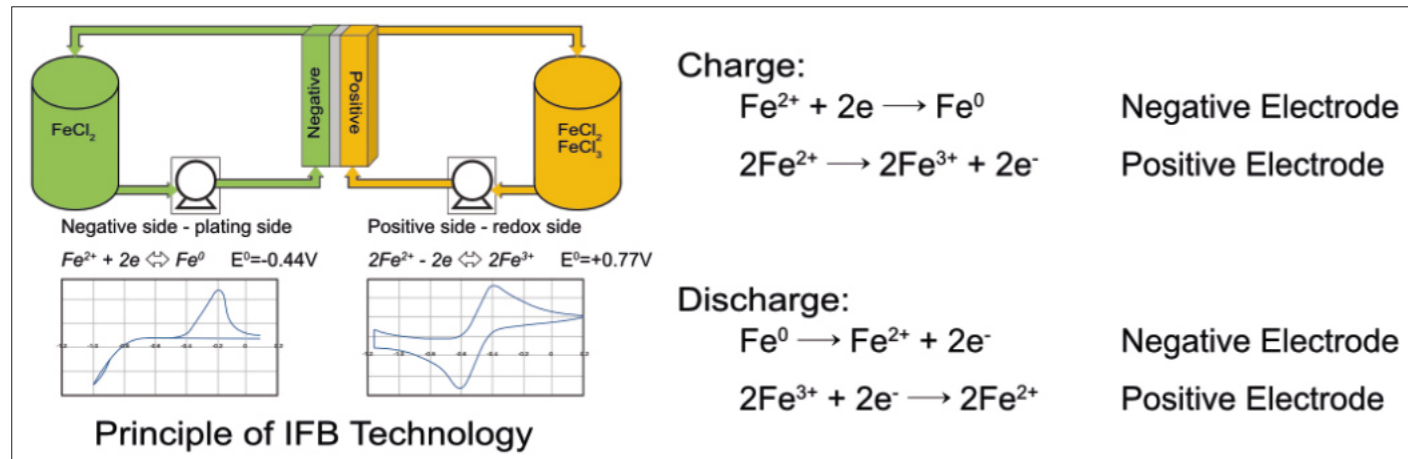 Negative
Positive
FeCl₂
FeCl₂
FeCl₃
Negative side - plating side
Positive side - redox side
Fe²⁺ + 2e ⇔ Fe⁰ E⁰=-0.44V
2Fe²⁺ - 2e ⇔ 2Fe³⁺ E⁰=+0.77V
Principle of IFB Technology
Charge:
Fe²⁺ + 2e ⟶ Fe⁰ Negative Electrode
2Fe²⁺ ⟶ 2Fe³⁺ + 2e⁻ Positive Electrode
Discharge:
Fe⁰ ⟶ Fe²⁺ + 2e⁻ Negative Electrode
2Fe³⁺ + 2e⁻ ⟶ 2Fe²⁺ Positive Electrode